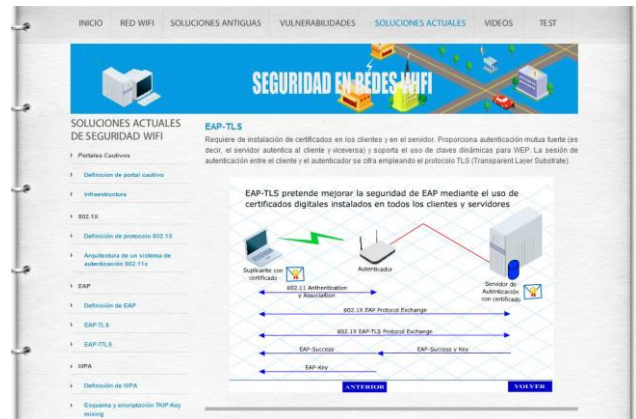 INICIO RED WIFI SOLUCIONES ANTIGUAS VULNERABILIDADES SOLUCIONES ACTUALES VIDEOS TEST
SEGURIDAD EN REDES WIFI
SOLUCIONES ACTUALES
DE SEGURIDAD WIFI
Portales Cautivos
Definicion de portal cautivo
Infraestructura
802.1X
Definición de protocolo 802.1X
Arquitectura de un sistema de
autenticación 802.11x
EAP
Definición de EAP
EAP-TLS
EAP-TTLS
WPA
Definición de WPA
Esquema y encriptación TKIP-Key
mixing
EAP-TLS
Requiere de instalación de certificados en los clientes y en el servidor. Proporciona autenticación mutua fuerte (es
decir, el servidor autentica al cliente y viceversa) y soporta el uso de claves dinámicas para WEP. La sesión de
autenticación entre el cliente y el autenticador se cifra empleando el protocolo TLS (Transparent Layer Substrate).
EAP-TLS pretende mejorar la seguridad de EAP mediante el uso de
certificados digitales instalados en todos los clientes y servidores
Suplicante con
certificado
Autenticador
Servidor de
Autenticación
con certificado
802.11 Anthentication
y Association
802.1X EAP Protocol Exchange
802.1X EAP-TLS Protocol Exchange
EAP-Success
EAP-Success y Key
EAP-Key
ANTERIOR
VOLVER